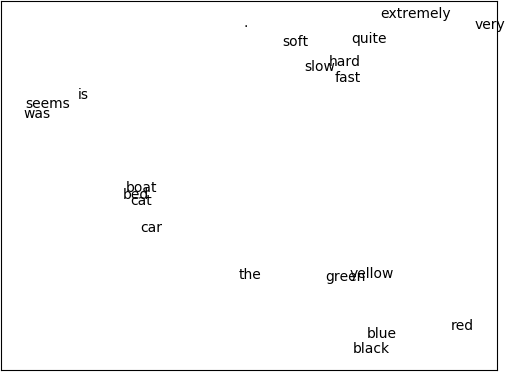 extremely
very
.
quite
soft
hard
slow
fast
is
seems
was
boat
bed
cat
car
the
yellow
green
red
blue
black